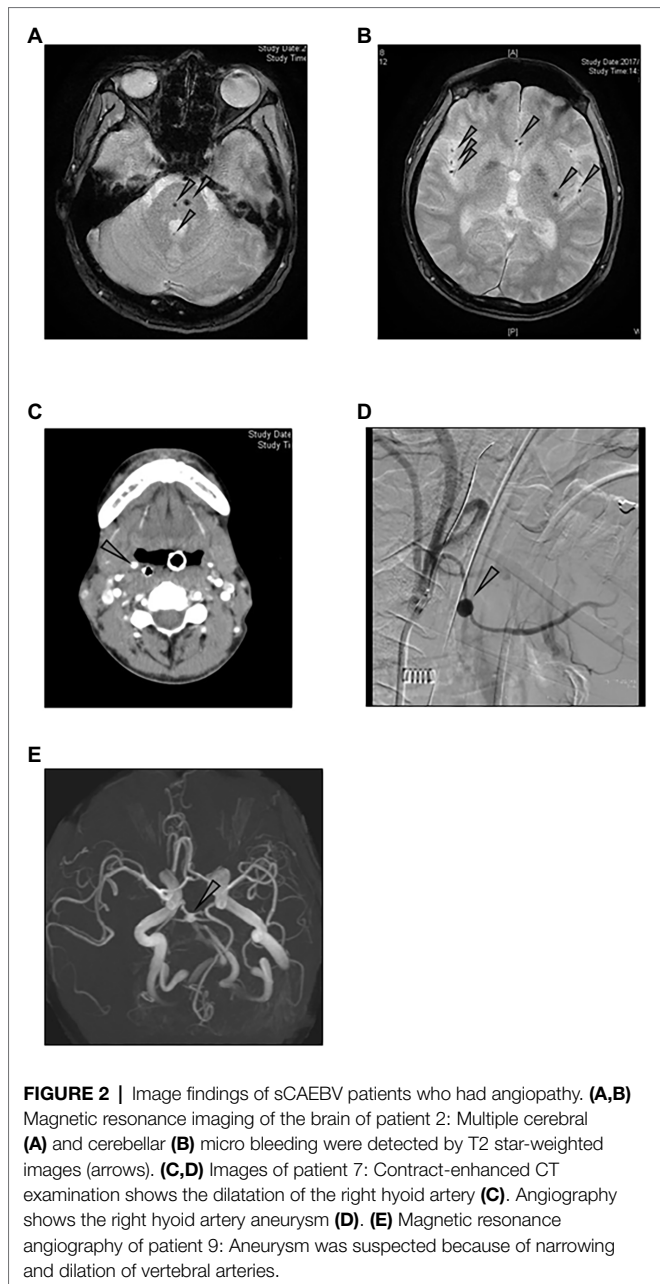 A
Study Date:2
Study Time
B
8
12
[A]
Study Date:2017/
Study Time:14:
[P]
W
C
Study Date
Study Ti
D
E
FIGURE 2 | Image findings of sCAEBV patients who had angiopathy. (A,B)
Magnetic resonance imaging of the brain of patient 2: Multiple cerebral
(A) and cerebellar (B) micro bleeding were detected by T2 star-weighted
images (arrows). (C,D) Images of patient 7: Contract-enhanced CT
examination shows the dilatation of the right hyoid artery (C). Angiography
shows the right hyoid artery aneurysm (D). (E) Magnetic resonance
angiography of patient 9: Aneurysm was suspected because of narrowing
and dilation of vertebral arteries.